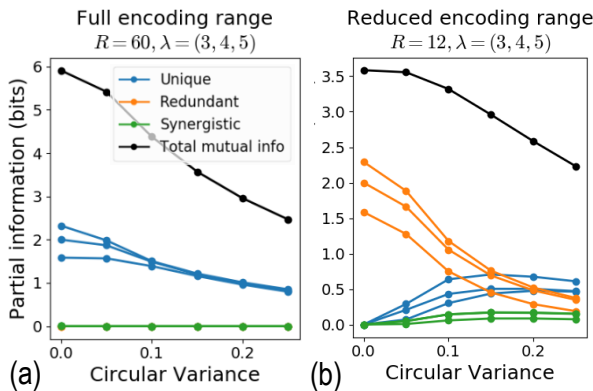 Full encoding range
R = 60, λ = (3, 4, 5)
Partial information (bits)
6
5
4
3
2
1
0
Unique
Redundant
Synergistic
Total mutual info
0.0
0.1
0.2
Circular Variance
(a)
Reduced encoding range
R = 12, λ = (3, 4, 5)
3.5
3.0
2.5
2.0
1.5
1.0
0.5
0.0
0.0
0.1
0.2
Circular Variance
(b)